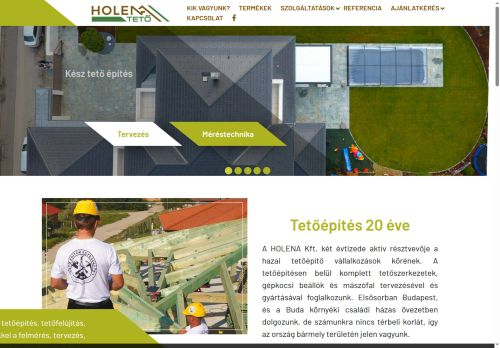 HOLENA
TETŐ
KIK VAGYUNK? TERMÉKEK SZOLGÁLTATÁSOK REFERENCIA AJÁNLATKÉRÉS
KAPCSOLAT
Kész tető építés
Tervezés
Méréstechnika
Tetőépítés 20 éve
A HOLENA Kft. két évtizede aktív résztvevője a
hazai tetőépítő vállalkozások körének. A
tetőépítésen belül komplett tetőszerkezetek,
gépkocsi beállók és mászófal tervezésével és
gyártásával foglalkozunk. Elsősorban Budapest,
és a Buda környéki családi házas övezetben
dolgozunk, de számunkra nincs térbeli korlát, így
az ország bármely területén jelen vagyunk.
tetőépítés, tetőfelújítás,
kel a felmérés, tervezés,